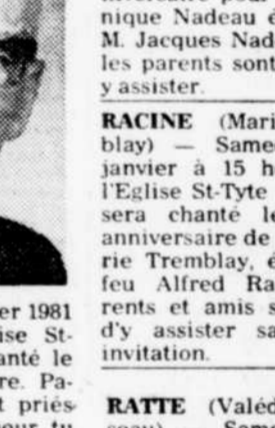 nique Nadeau é
M. Jacques Nad
les parents sont
y assister.
RACINE (Mari
blay) — Samed
janvier à 15 h
l'Eglise St-Tyte
sera chanté le
anniversaire de
rie Tremblay, é
feu Alfred Ra
rents et amis s
d'y assister sa
invitation.
RATTE (Valéd
er 1981
ise St-
anté le
re. Pa-
t priés